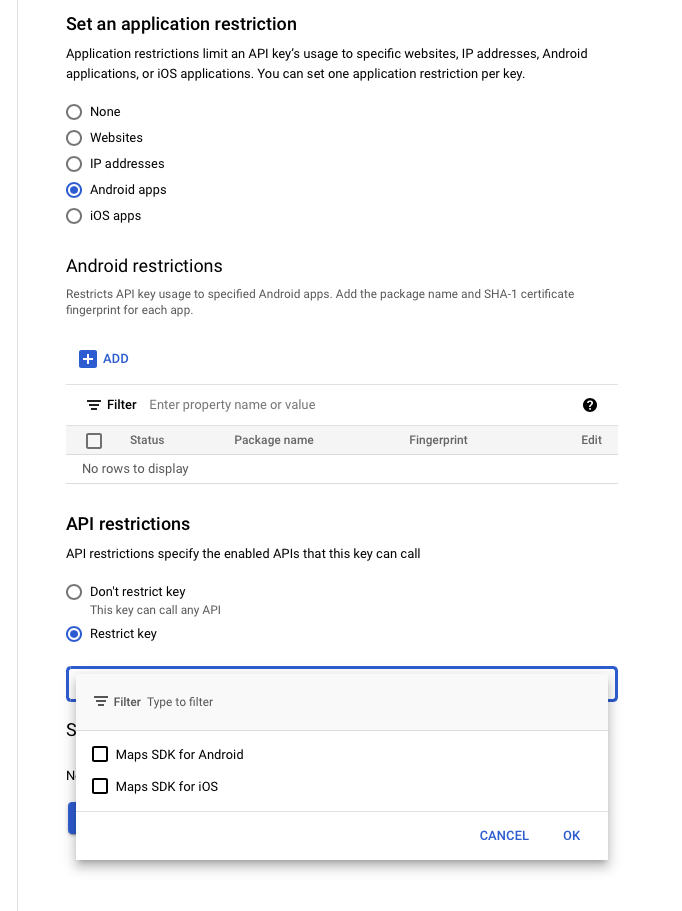 Set an application restriction
Application restrictions limit an API key's usage to specific websites, IP addresses, Android
applications, or iOS applications. You can set one application restriction per key.
None
Websites
IP addresses
Android apps
iOS apps
Android restrictions
Restricts API key usage to specified Android apps. Add the package name and SHA-1 certificate
fingerprint for each app.
ADD
Filter Enter property name or value
Status Package name Fingerprint Edit
No rows to display
API restrictions
API restrictions specify the enabled APIs that this key can call
Don't restrict key
This key can call any API
Restrict key
Filter Type to filter
Maps SDK for Android
Maps SDK for iOS
CANCEL OK